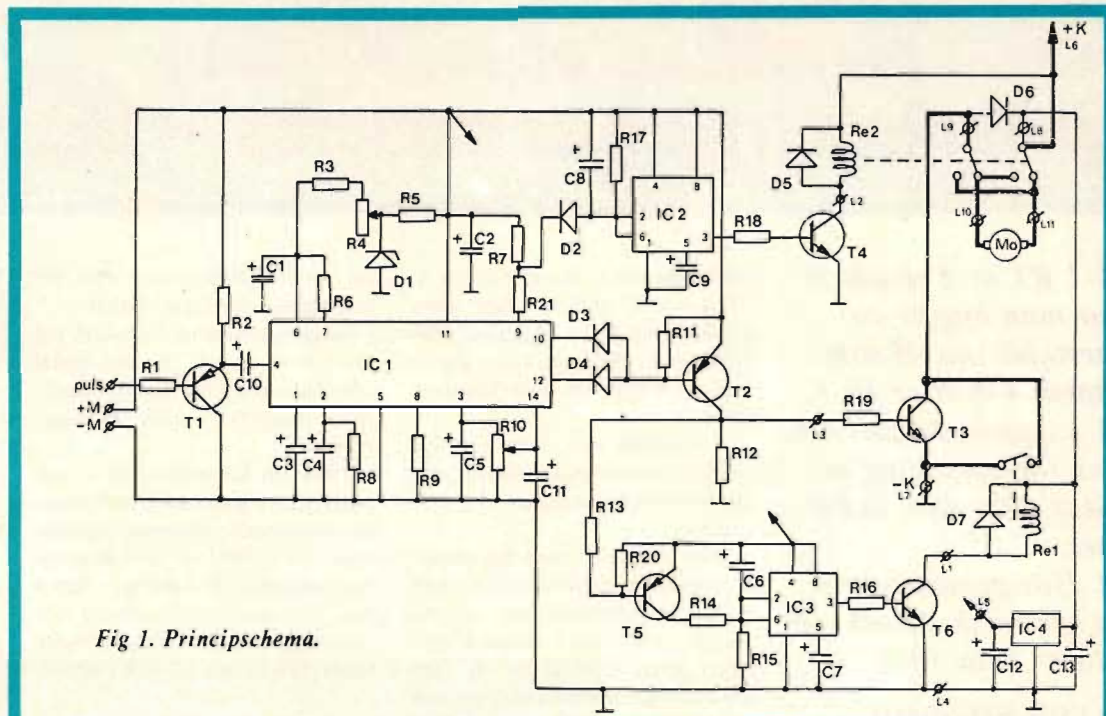 +K
L6
D6
L9
L8
R17
C8
Re2
D5
L2
R3
R4
R5
C2
R7
D2
4
8
2
6
1
IC 2
5
3
R18
T4
L10
L11
Mo
C1
R6
D1
R21
C9
R2
6
7
11
9
10
D3
R11
puls
R1
C10
4
IC 1
12
D4
T2
+M
-M
T1
1
2
5
8
3
14
R10
L3
R19
T3
C3
C4
R8
R9
C5
C11
R12
-K
L7
D7
R13
R20
C6
4
8
L1
Re1
2
IC3
3
R16
T5
R14
6
5
T6
L5
IC4
R15
C7
C12
C13
L4
Fig 1. Principschema.